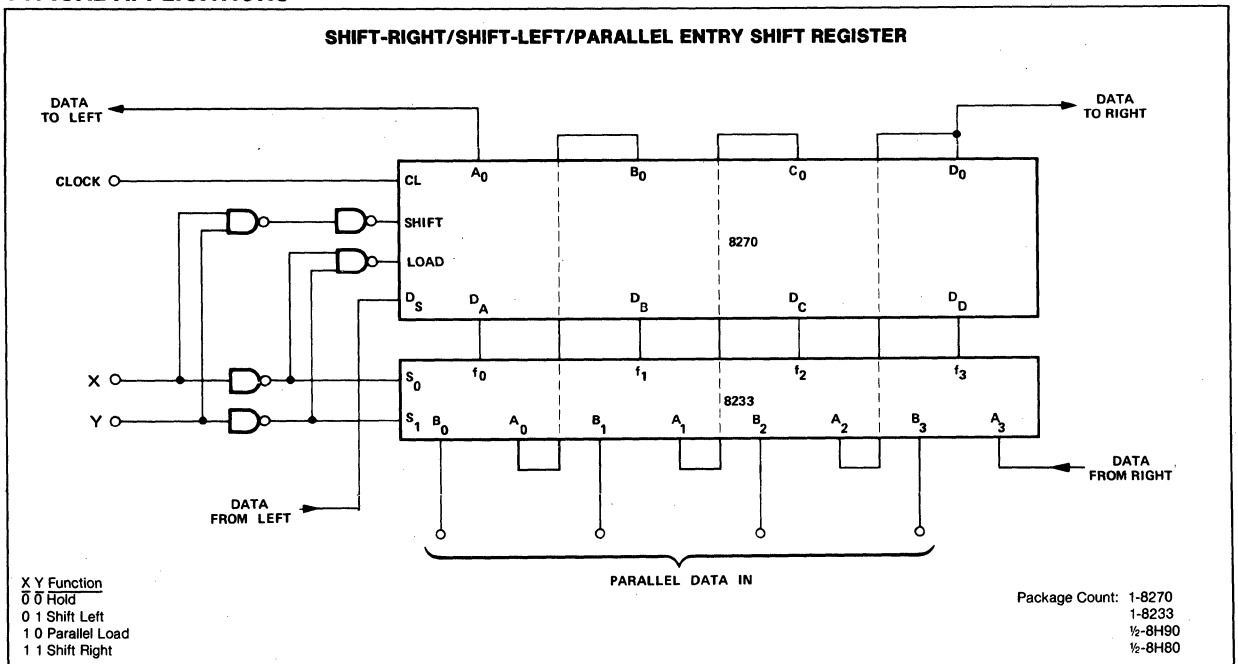 SHIFT-RIGHT/SHIFT-LEFT/PARALLEL ENTRY SHIFT REGISTER
DATA
TO LEFT
DATA
TO RIGHT
CLOCK
CL
A0
B0
C0
D0
SHIFT
8270
LOAD
DS
DA
DB
DC
DD
X
S0
f0
f1
f2
f3
8233
Y
S1
B0
A0
B1
A1
B2
A2
B3
A3
DATA
FROM RIGHT
DATA
FROM LEFT
PARALLEL DATA IN
X Y Function
0 0 Hold
0 1 Shift Left
1 0 Parallel Load
1 1 Shift Right
Package Count: 1-8270
1-8233
½-8H90
½-8H80